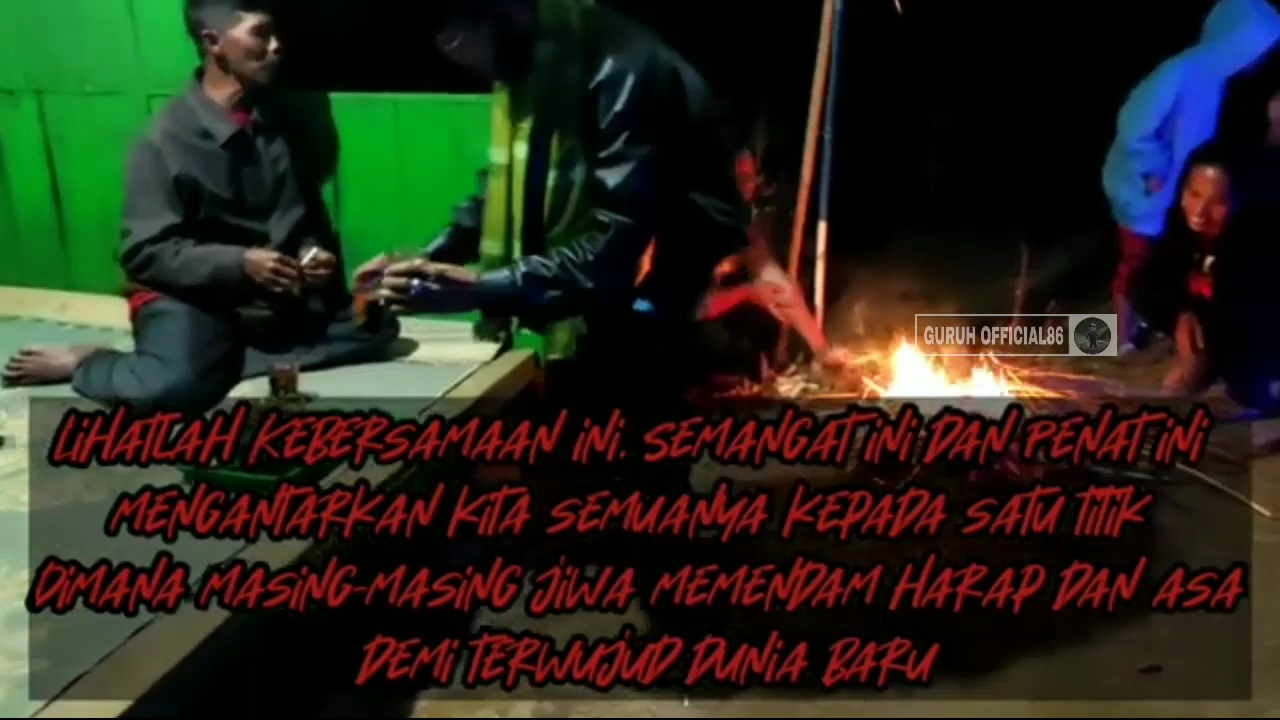 GURUH OFFICIAL86
LIHATLAH KEBERSAMAAN INI. SEMANGAT INI DAN PENAT INI
MENGANTARKAN KITA SEMUANYA KEPADA SATU TITIK
DIMANA MASING-MASING JIWA MEMENDAM HARAP DAN ASA
DEMI TERWUJUD DUNIA BARU